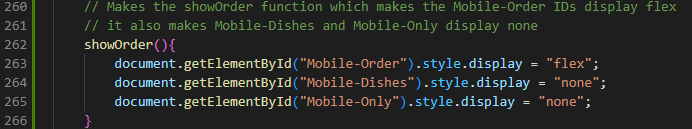 260 // Makes the showOrder function which makes the Mobile-Order IDs display flex
261 // it also makes Mobile-Dishes and Mobile-Only display none
262 showOrder(){
263 document.getElementById("Mobile-Order").style.display = "flex";
264 document.getElementById("Mobile-Dishes").style.display = "none";
265 document.getElementById("Mobile-Only").style.display = "none";
266 }